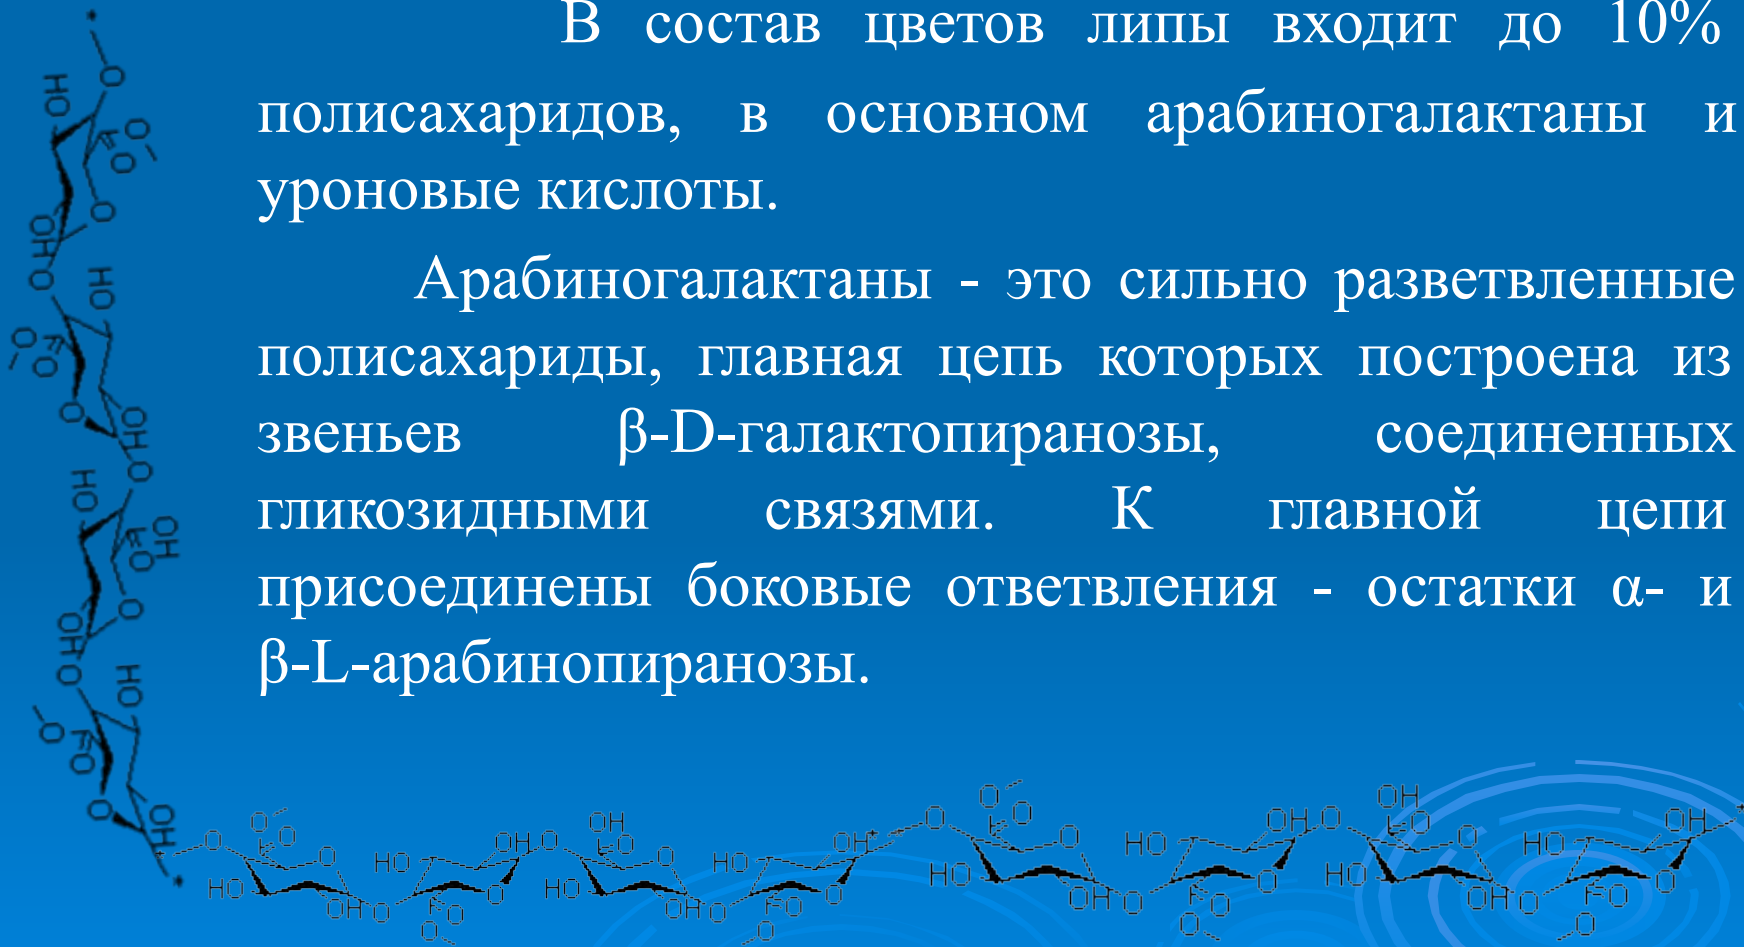 В состав цветов липы входит до 10%
полисахаридов, в основном арабиногалактаны и
уроновые кислоты.
Арабиногалактаны - это сильно разветвленные
полисахариды, главная цепь которых построена из
звеньев β-D-галактопиранозы, соединенных
гликозидными связями. К главной цепи
присоединены боковые ответвления - остатки α- и
β-L-арабинопиранозы.